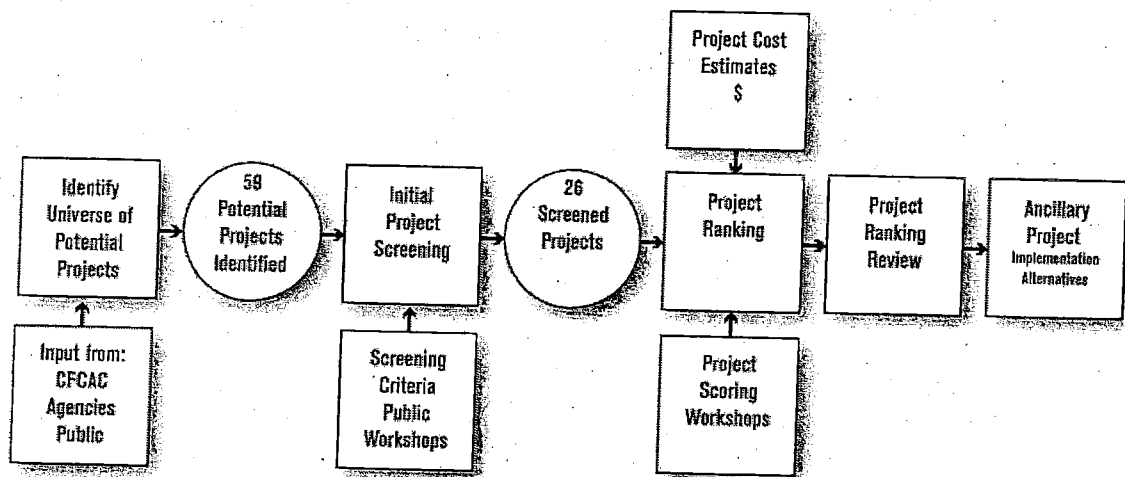 Project Cost
Estimates
$
Identify
Universe of
Potential
Projects
59
Potential
Projects
Identified
Initial
Project
Screening
26
Screened
Projects
Project
Ranking
Project
Ranking
Review
Ancillary
Project
Implementation
Alternatives
Input from:
CFCAC
Agencies
Public
Screening
Criteria
Public
Workshops
Project
Scoring
Workshops